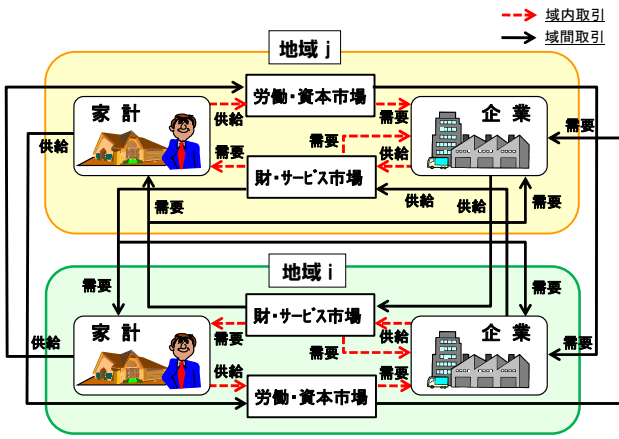 域内取引
域間取引
地域 j
家 計
労働・資本市場
企 業
供給
需要
需要
供給
需要
需要
供給
財・サービス市場
供給
供給
需要
需要
地域 i
需要
需要
家 計
財・サービス市場
企 業
供給
需要
供給
需要
需要
供給
需要
労働・資本市場